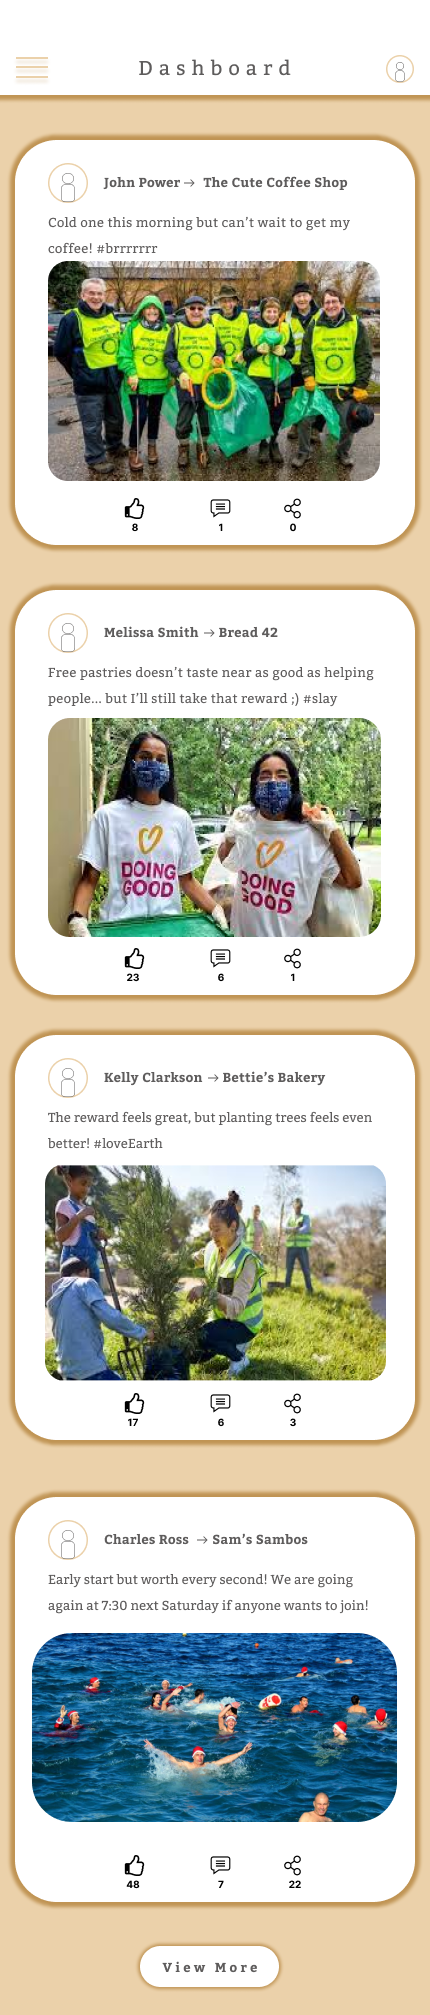 Dashboard
John Power → The Cute Coffee Shop
Cold one this morning but can’t wait to get my
coffee! #brrrrrrr
8 1 0
Melissa Smith → Bread 42
Free pastries doesn’t taste near as good as helping
people... but I’ll still take that reward ;) #slay
DOING DOING
GOOD GOOD
23 6 1
Kelly Clarkson → Bettie’s Bakery
The reward feels great, but planting trees feels even
better! #loveEarth
17 6 3
Charles Ross → Sam’s Sambos
Early start but worth every second! We are going
again at 7:30 next Saturday if anyone wants to join!
48 7 22
View More